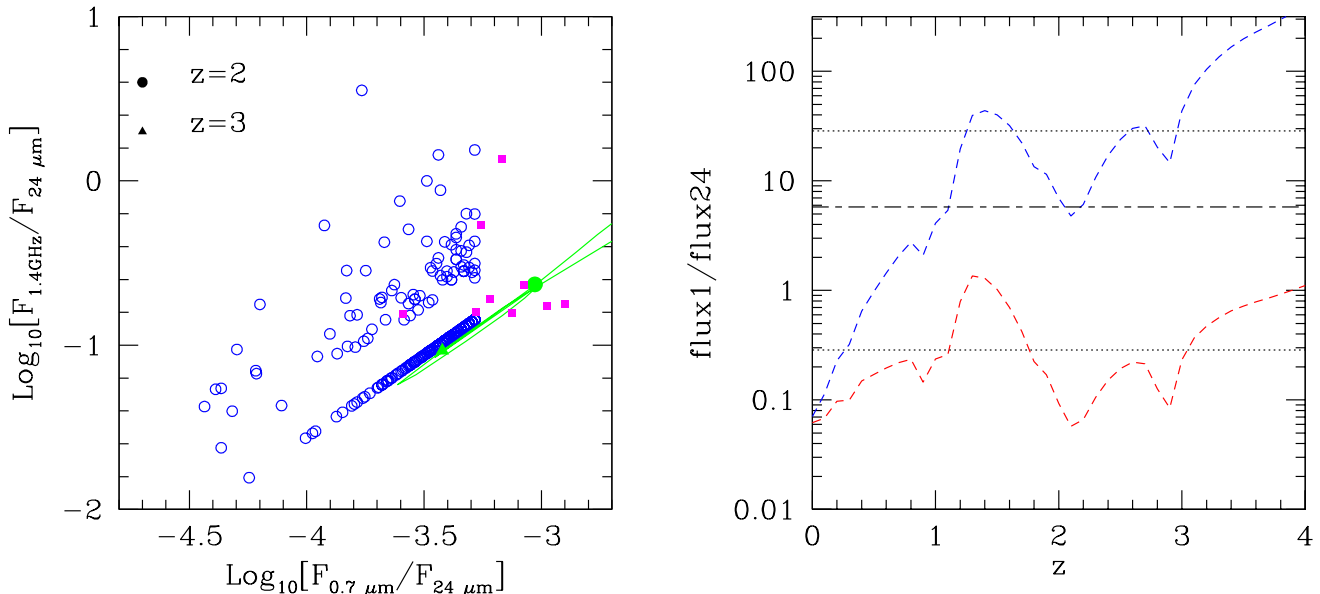 1
0
−1
−2
Log₁₀[F₁.₄GHz/F₂₄ μm]
z=2
z=3
−4.5 −4 −3.5 −3
Log₁₀[F₀.₇ μm/F₂₄ μm]
100
10
1
0.1
0.01
flux1/flux24
0 1 2 3 4
z